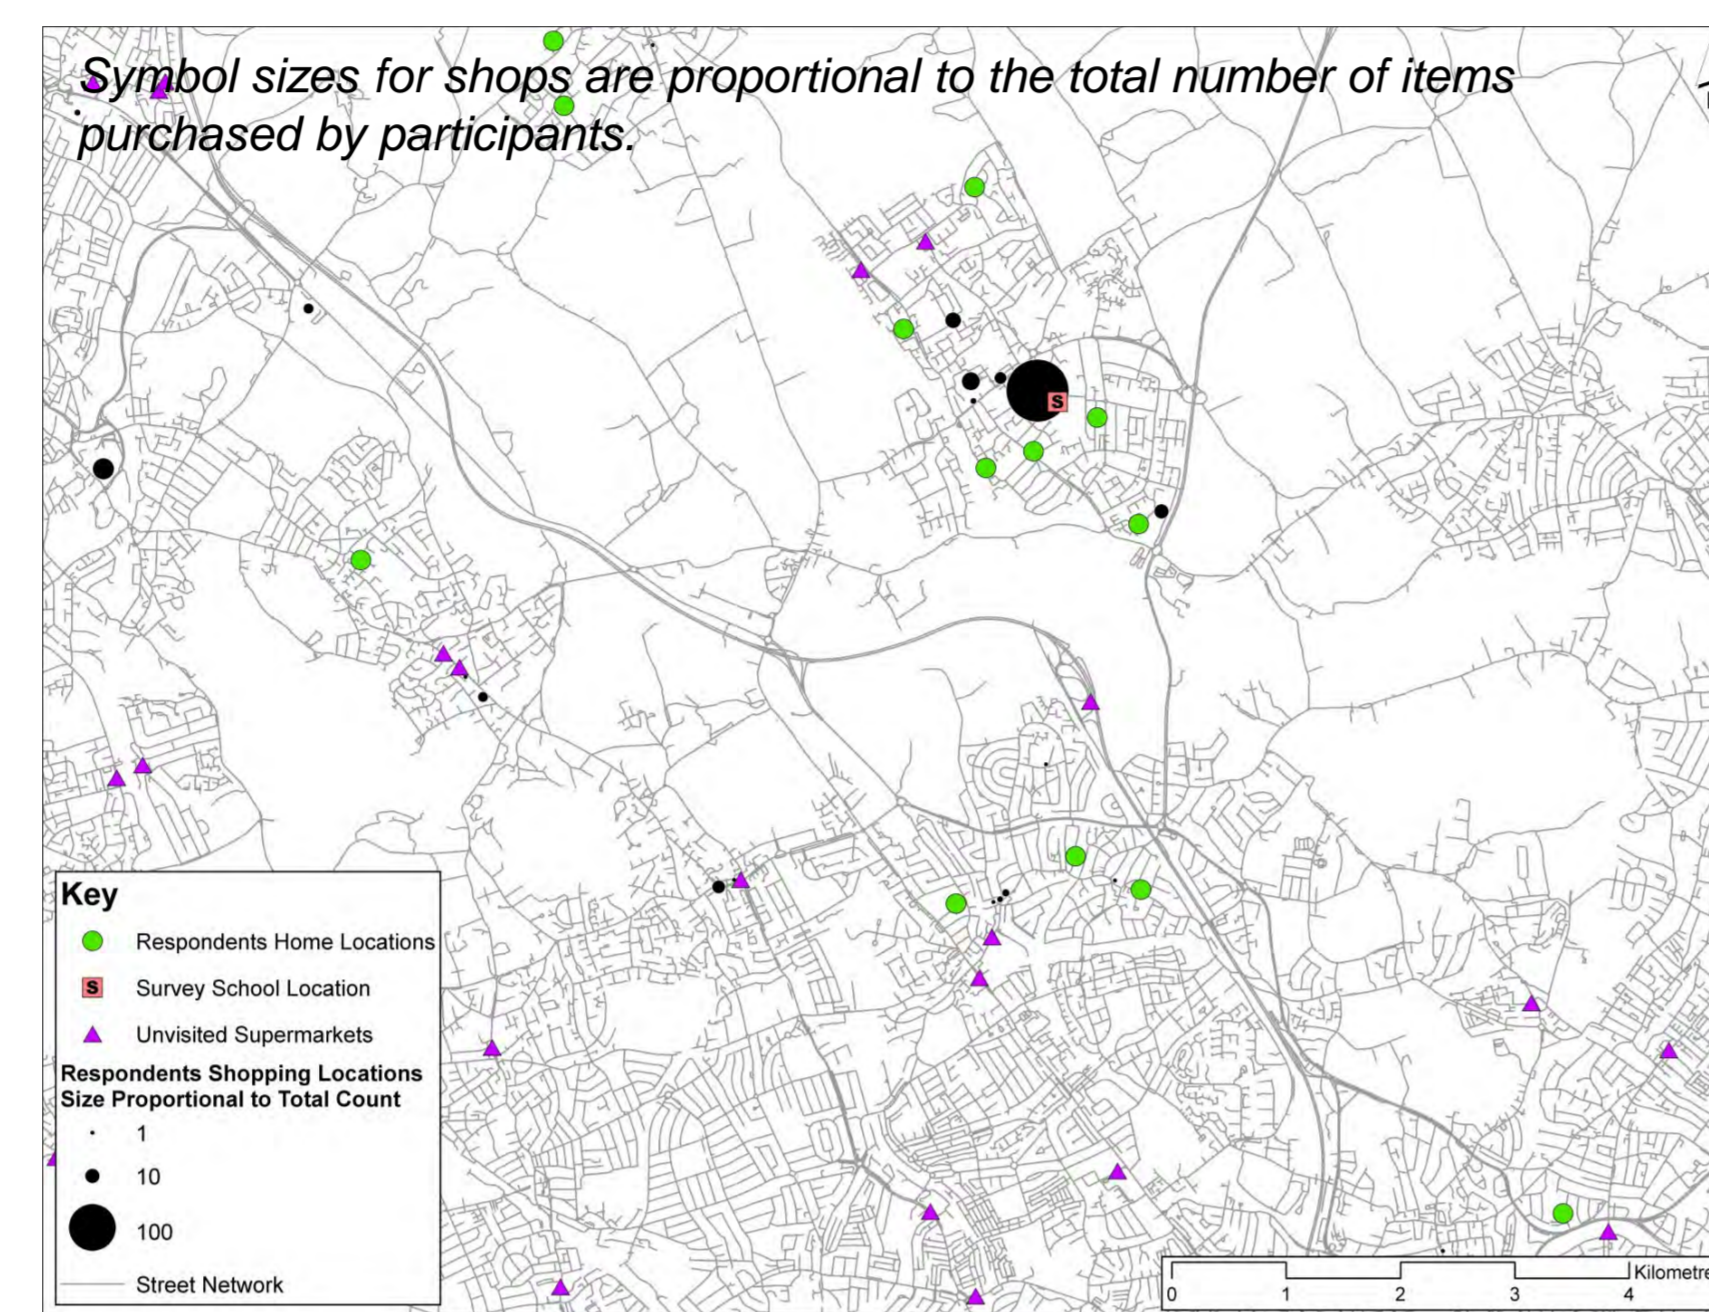 Symbol sizes for shops are proportional to the total number of items
purchased by participants.
S
Key
Respondents Home Locations
S Survey School Location
Unvisited Supermarkets
Respondents Shopping Locations
Size Proportional to Total Count
1
10
100
Street Network
Kilometre
0 1 2 3 4